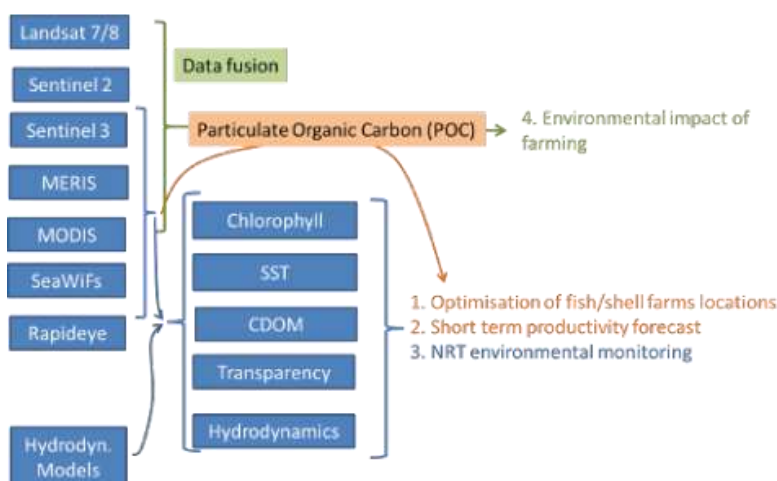 Landsat 7/8
Data fusion
Sentinel 2
Sentinel 3
Particulate Organic Carbon (POC)
4. Environmental impact of
farming
MERIS
MODIS
SeaWiFs
Rapideye
Hydrodyn.
Models
Chlorophyll
SST
CDOM
Transparency
Hydrodynamics
1. Optimisation of fish/shell farms locations
2. Short term productivity forecast
3. NRT environmental monitoring